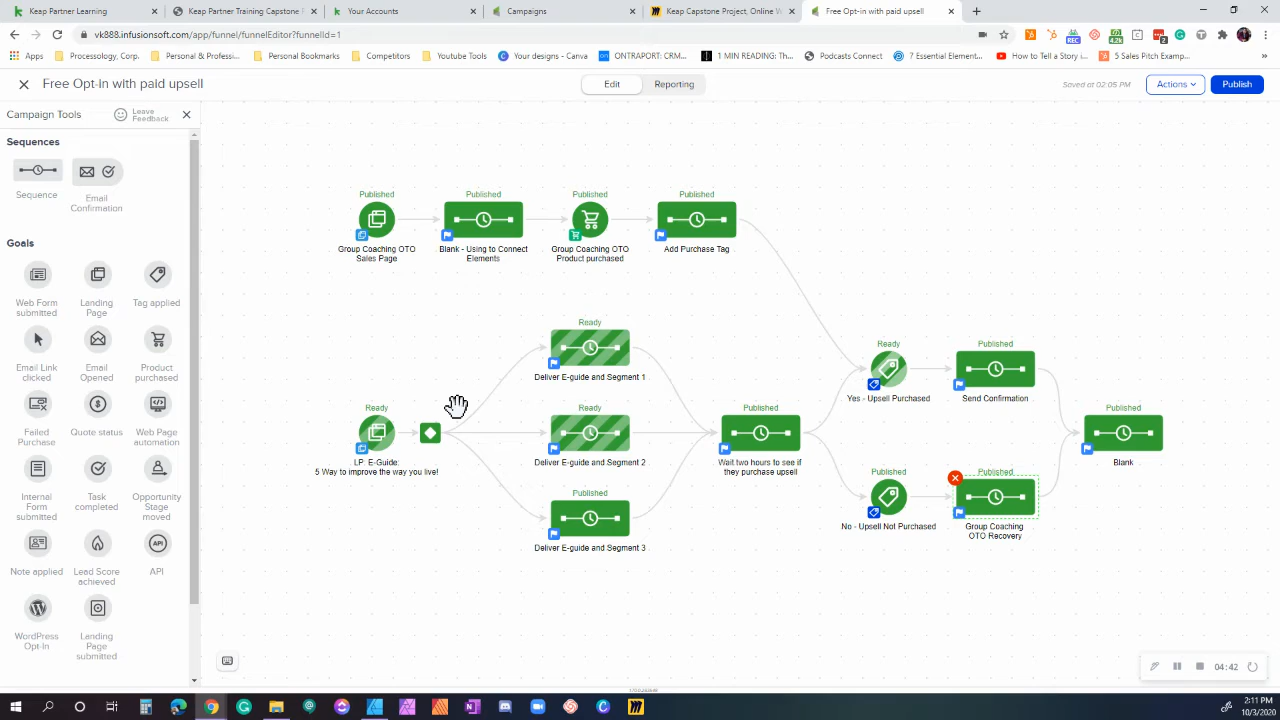 Keap Partner Learning
Keap Partner Training Capstone F
Your Accounts
Campaigns
Keap Capstone Project, Online W
Free Opt-in with paid upsell
vk888.infusionsoft.com/app/funnel/funnelEditor?funnelId=1
REC
4.2k
2
Apps
Processology, Corp.
Personal/Profession...
Personal Bookmarks
!Competition
Youtube Tools
Your designs - Canva
ONTRAPORT: CRM...
1 MIN READING: The...
Podcasts Connect
7 Essential Element...
How to Tell a Story i...
5 Sales Pitch Examp...
Free Opt-In with paid upsell
Edit
Reporting
Saved at 02:05 PM
Actions
Publish
Campaign Tools
Leave
Feedback
Sequences
Sequence
Email
Confirmation
Goals
Web Form
submitted
Landing
Page
Tag applied
Email Link
clicked
Email
Opened
Product
purchased
Failed
Purchase
Quote status
Web Page
automation
Internal
Form
submitted
Task
completed
Opportunity
Stage
moved
Note applied
Lead Score
achieved
API
API
WordPress
Opt-In
Landing
Page
submitted
Published
Group Coaching OTO
Sales Page
Published
Blank - Using to Connect
Elements
Published
Group Coaching OTO
Product purchased
Published
Add Purchase Tag
Ready
Deliver E-guide and Segment 1
Ready
LP: E-Guide:
5 Way to improve the way you live!
Ready
Deliver E-guide and Segment 2
Published
Deliver E-guide and Segment 3
Published
Wait two hours to see if
they purchase upsell
Ready
Yes - Upsell Purchased
Published
Send Confirmation
Published
No - Upsell Not Purchased
Published
Group Coaching
OTO Recovery
Published
Blank
04:42
2:11 PM
10/3/2020